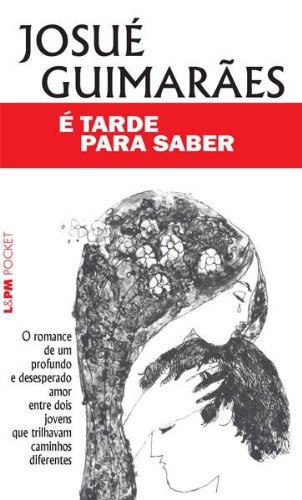 JOSUÉ
GUIMARÃES
É TARDE
PARA SABER
L&PM POCKET
O romance
de um
profundo
e desesperado
amor
entre dois
jovens
que trilhavam
caminhos
diferentes